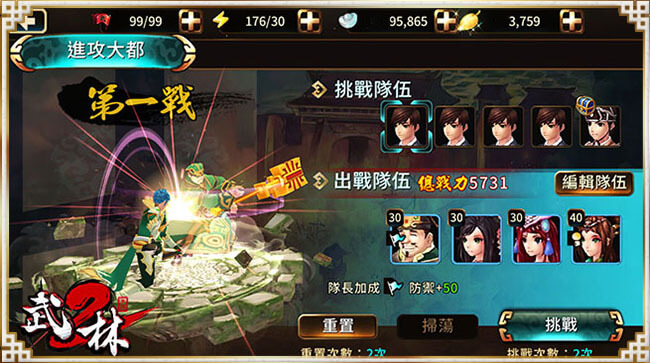 99/99
176/30
95,865
3,759
進攻大都
第一戰
挑戰隊伍
出戰隊伍 總戰力5731
編輯隊伍
30
30
30
40
隊長加成 防禦+50
重置
掃蕩
挑戰
重置次數：2次
挑戰次數：2次
武林2